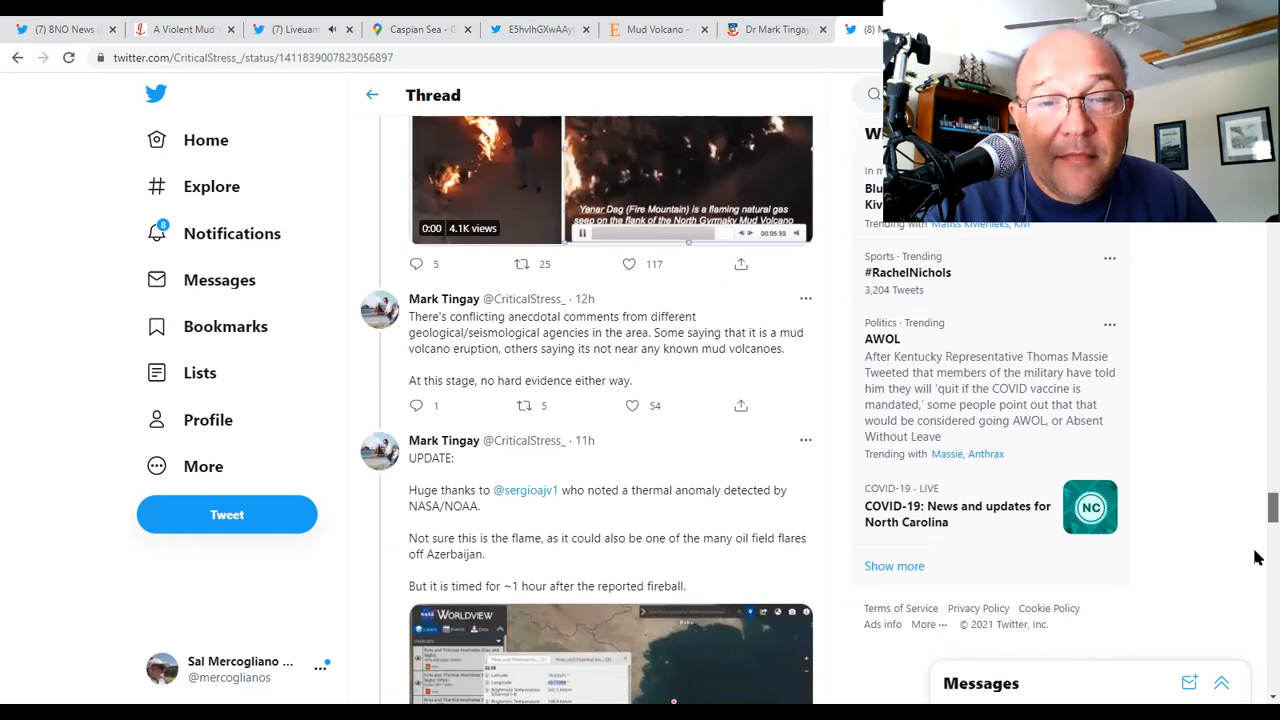 (7) BNO News (
A Violent Mud
(7) Liveuam
Caspian Sea - G
E5hvIhGXwAAy
Mud Volcano -
Dr Mark Tingay
(8) M
twitter.com/CriticalStress_/status/1411839007823056897
Thread
Home
Explore
8
Notifications
Messages
Bookmarks
Lists
Profile
More
Tweet
Sal Mercogliano ...
@mercoglianos
Yanar Dag (Fire Mountain) is a flaming natural gas
seep on the flank of the North Gyrmaky Mud Volcano
0:00 4.1K views
5 25 117
Mark Tingay @CriticalStress_ · 12h
There's conflicting anecdotal comments from different
geological/seismological agencies in the area. Some saying that it is a mud
volcano eruption, others saying its not near any known mud volcanoes.
At this stage, no hard evidence either way.
1 5 54
Mark Tingay @CriticalStress_ · 11h
UPDATE:
Huge thanks to @sergioajv1 who noted a thermal anomaly detected by
NASA/NOAA.
Not sure this is the flame, as it could also be one of the many oil field flares
off Azerbaijan.
But it is timed for ~1 hour after the reported fireball.
WORLDVIEW
Baku
W
In m
Blu
Kiv
Trending with Matiss Kivlenieks, Kivi
Sports · Trending
#RachelNichols
3,204 Tweets
Politics · Trending
AWOL
After Kentucky Representative Thomas Massie
Tweeted that members of the military have told
him they will 'quit if the COVID vaccine is
mandated,' some people point out that that
would be considered going AWOL, or Absent
Without Leave
Trending with Massie, Anthrax
COVID-19 · LIVE
COVID-19: News and updates for
North Carolina
NC
Show more
Terms of Service Privacy Policy Cookie Policy
Ads info More ··· © 2021 Twitter, Inc.
Messages